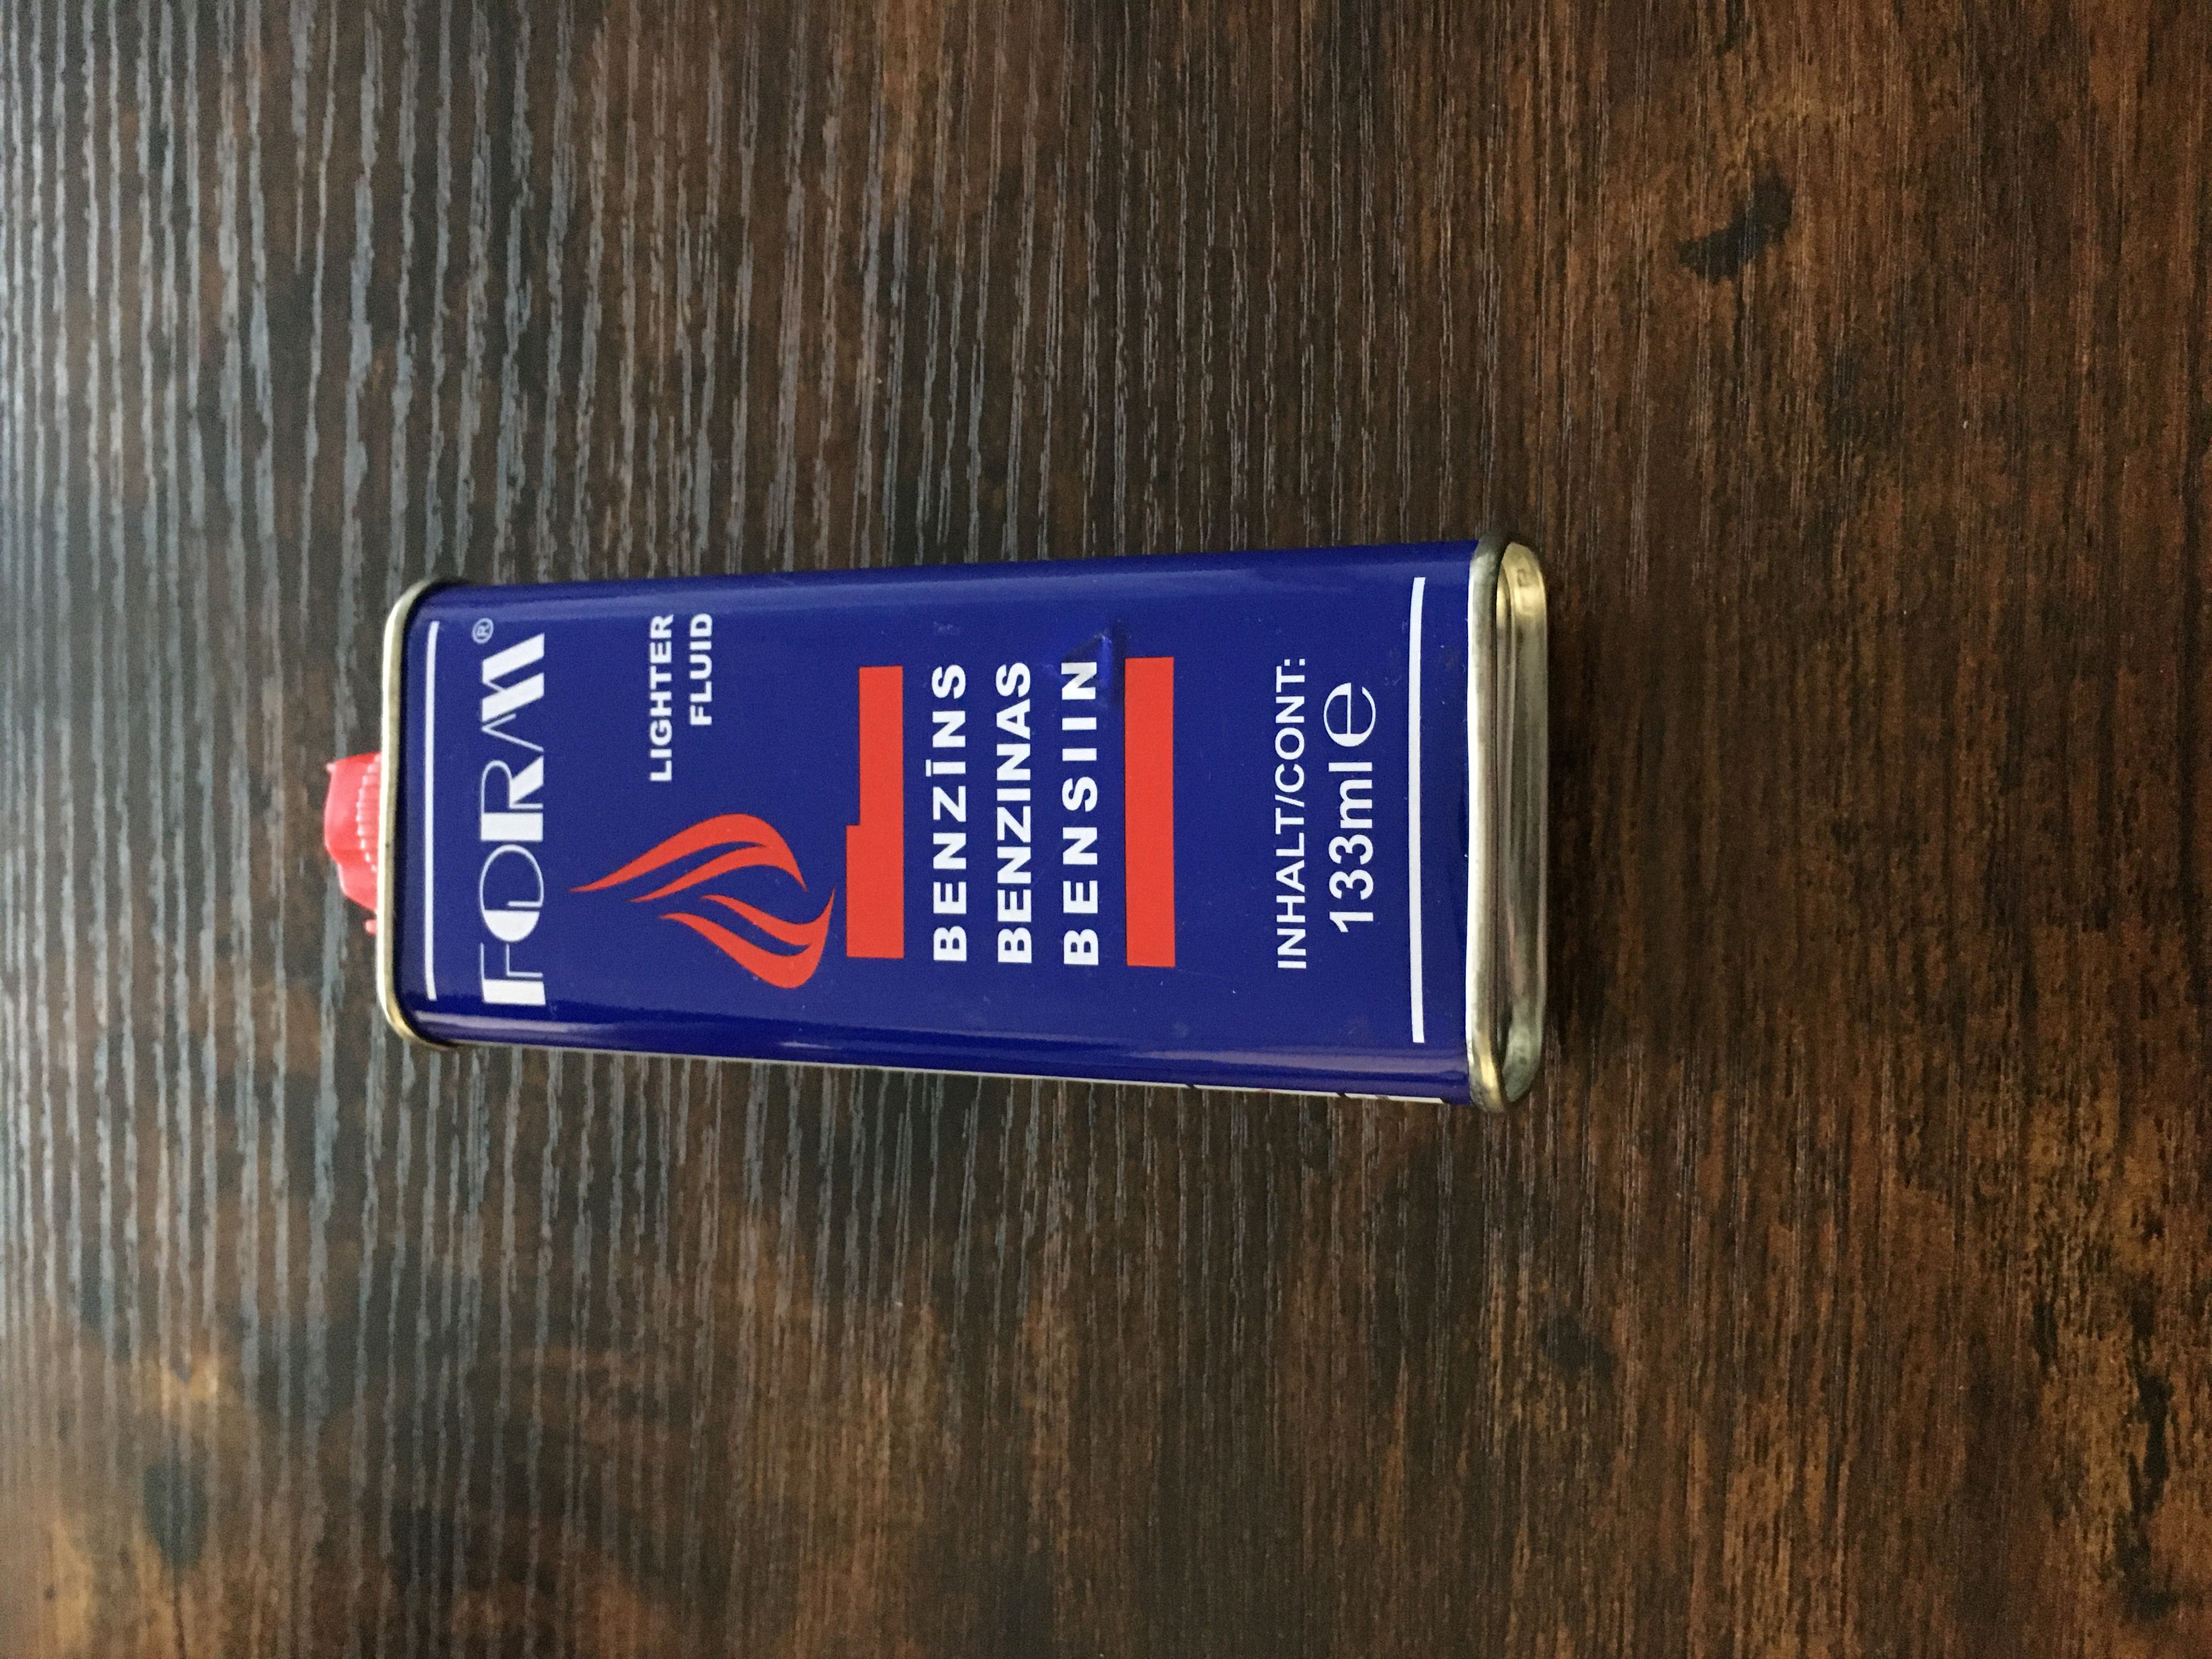 FORM®
LIGHTER
FLUID
BENZĪNS
BENZINAS
BENSIIN
INHALT/CONT:
133ml ℮